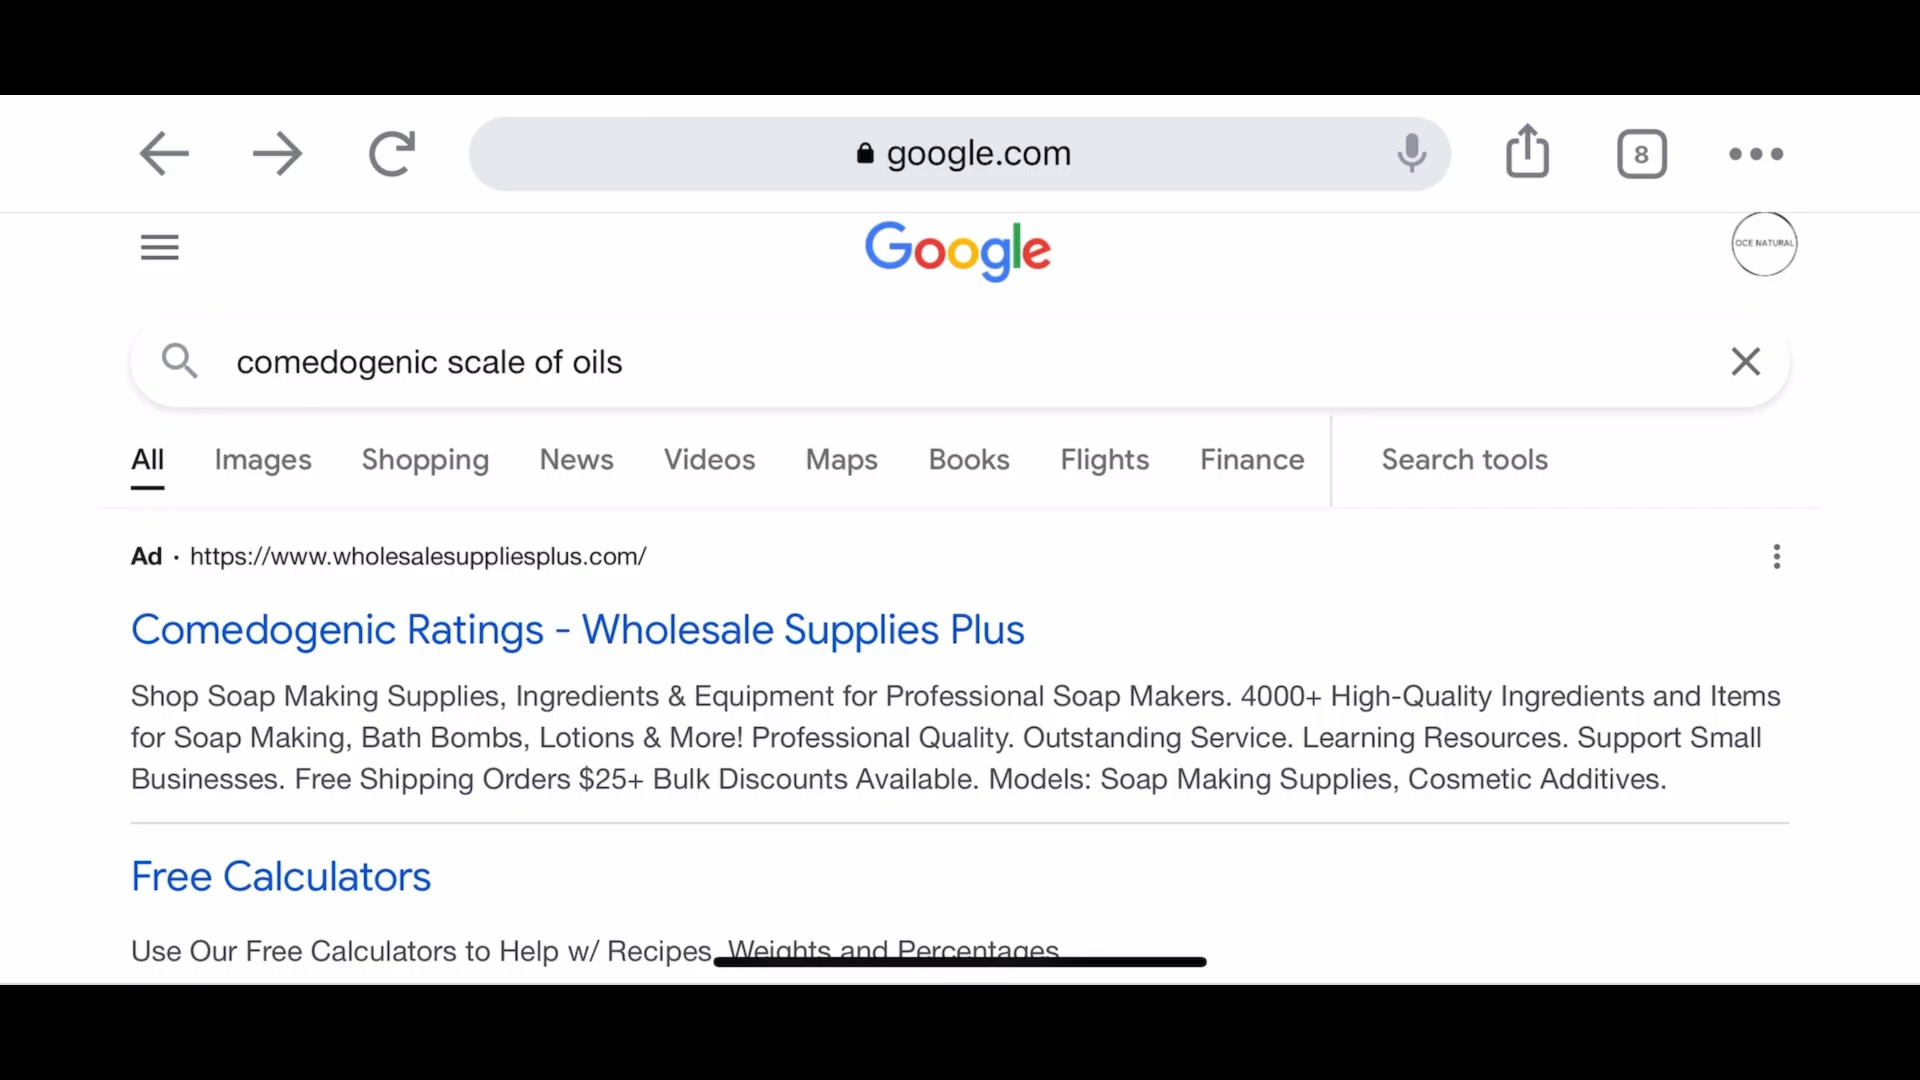 google.com
8
Google
OCE NATURAL
comedogenic scale of oils
All Images Shopping News Videos Maps Books Flights Finance Search tools
Ad · https://www.wholesalesuppliesplus.com/
Comedogenic Ratings - Wholesale Supplies Plus
Shop Soap Making Supplies, Ingredients & Equipment for Professional Soap Makers. 4000+ High-Quality Ingredients and Items
for Soap Making, Bath Bombs, Lotions & More! Professional Quality. Outstanding Service. Learning Resources. Support Small
Businesses. Free Shipping Orders $25+ Bulk Discounts Available. Models: Soap Making Supplies, Cosmetic Additives.
Free Calculators
Use Our Free Calculators to Help w/ Recipes, Weights and Percentages